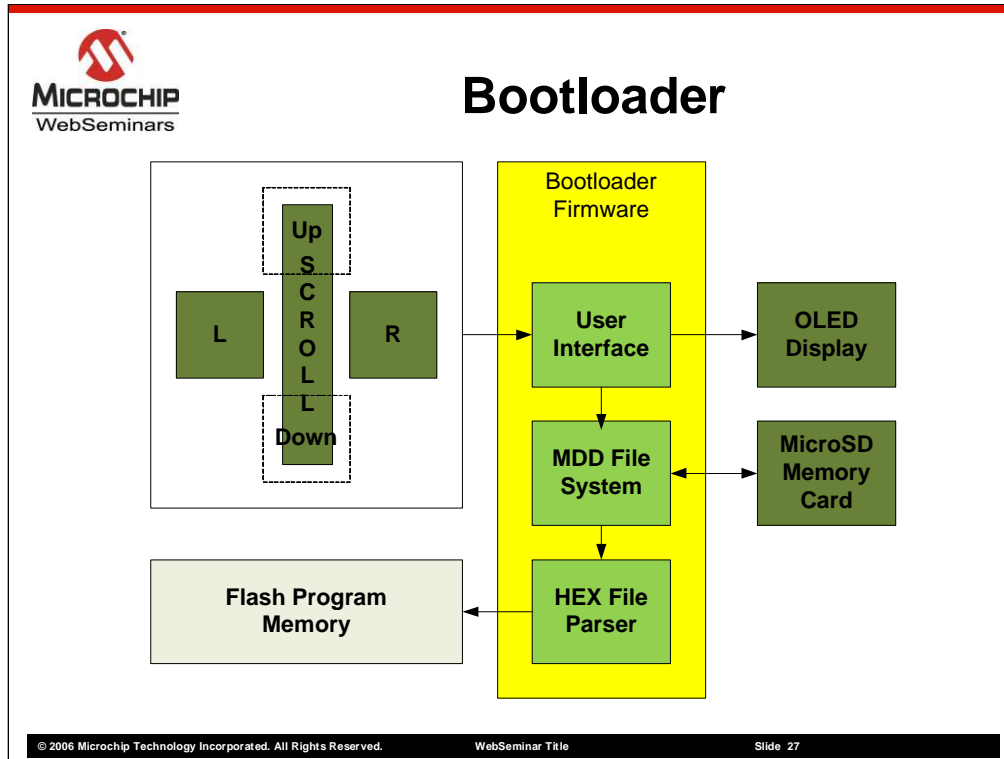 MICROCHIP
WebSeminars
Bootloader
Up
SCROLL
Down
L
R
Bootloader
Firmware
User
Interface
OLED
Display
MDD File
System
MicroSD
Memory
Card
Flash Program
Memory
HEX File
Parser
© 2006 Microchip Technology Incorporated. All Rights Reserved. WebSeminar Title Slide 27